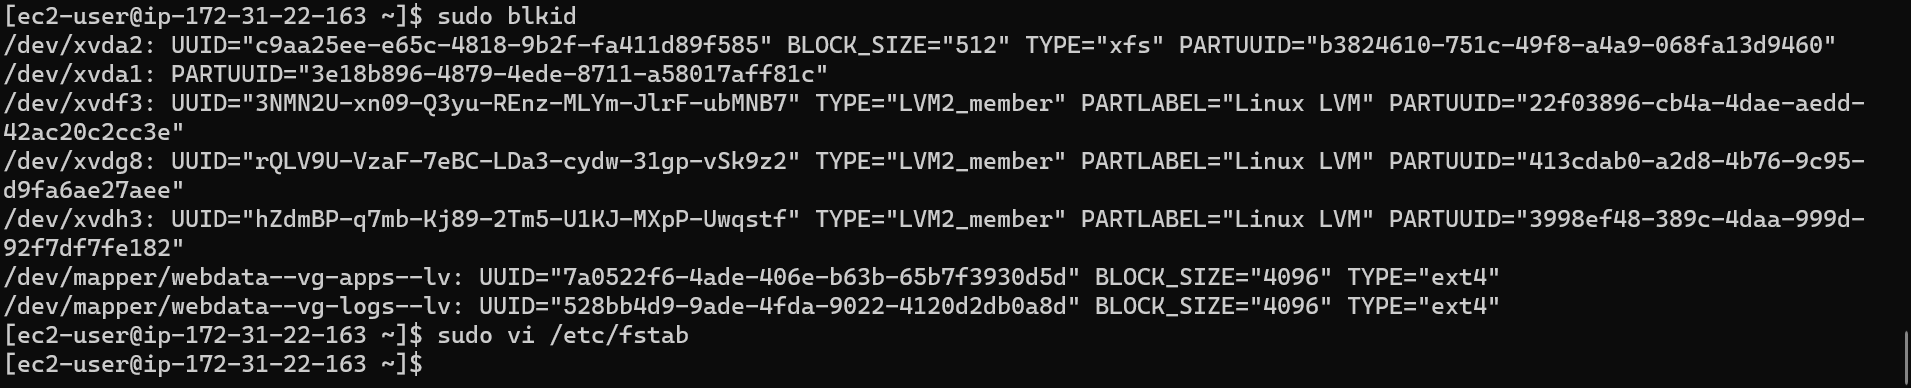 [ec2-user@ip-172-31-22-163 ~]$ sudo blkid
/dev/xvda2: UUID="c9aa25ee-e65c-4818-9b2f-fa411d89f585" BLOCK_SIZE="512" TYPE="xfs" PARTUUID="b3824610-751c-49f8-a4a9-068fa13d9460"
/dev/xvda1: PARTUUID="3e18b896-4879-4ede-8711-a58017aff81c"
/dev/xvdf3: UUID="3NMN2U-xn09-Q3yu-REnz-MLYm-JlrF-ubMNB7" TYPE="LVM2_member" PARTLABEL="Linux LVM" PARTUUID="22f03896-cb4a-4dae-aedd-
42ac20c2cc3e"
/dev/xvdg8: UUID="rQLV9U-VzaF-7eBC-LDa3-cydw-31gp-vSk9z2" TYPE="LVM2_member" PARTLABEL="Linux LVM" PARTUUID="413cdab0-a2d8-4b76-9c95-
d9fa6ae27aee"
/dev/xvdh3: UUID="hZdmBP-q7mb-Kj89-2Tm5-U1KJ-MXpP-Uwqstf" TYPE="LVM2_member" PARTLABEL="Linux LVM" PARTUUID="3998ef48-389c-4daa-999d-
92f7df7fe182"
/dev/mapper/webdata--vg-apps--lv: UUID="7a0522f6-4ade-406e-b63b-65b7f3930d5d" BLOCK_SIZE="4096" TYPE="ext4"
/dev/mapper/webdata--vg-logs--lv: UUID="528bb4d9-9ade-4fda-9022-4120d2db0a8d" BLOCK_SIZE="4096" TYPE="ext4"
[ec2-user@ip-172-31-22-163 ~]$ sudo vi /etc/fstab
[ec2-user@ip-172-31-22-163 ~]$